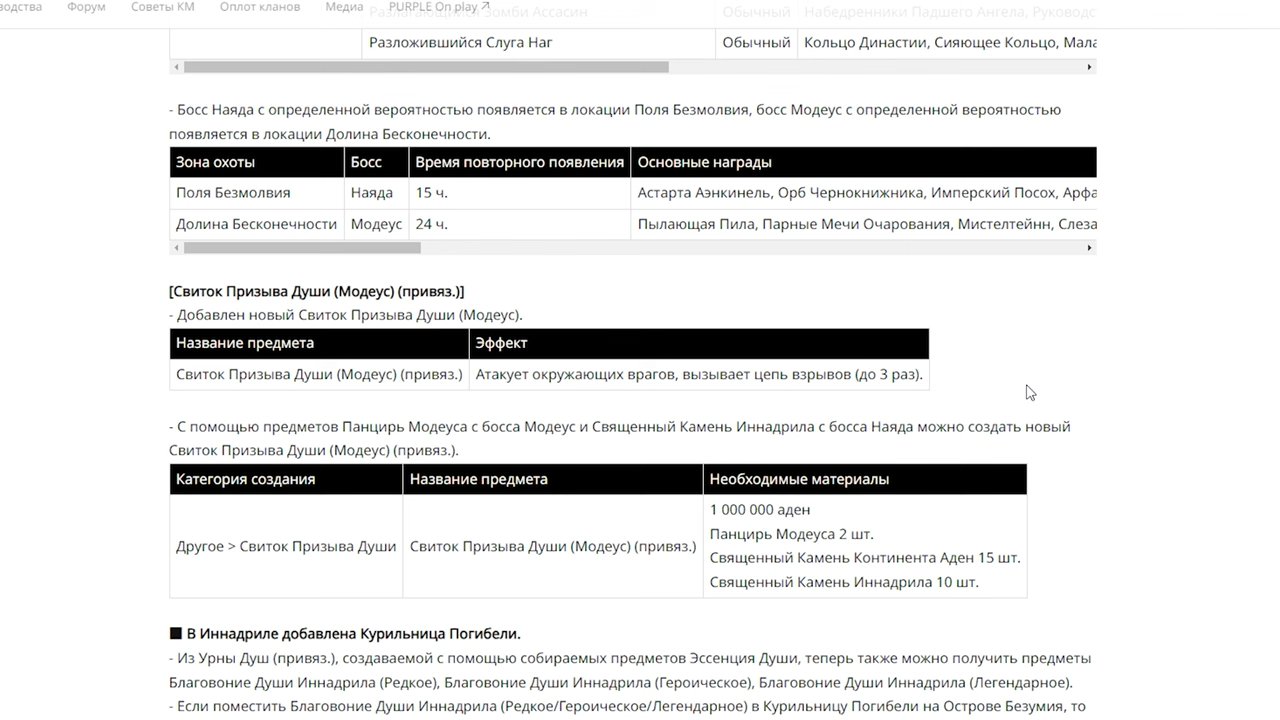 водства Форум Советы КМ Оплот кланов Медиа PURPLE On play
Разлагающийся Зомби Ассасин Обычный Набедренники Падшего Ангела, Руководс
Разложившийся Слуга Наг Обычный Кольцо Династии, Сияющее Кольцо, Мала
- Босс Наяда с определенной вероятностью появляется в локации Поля Безмолвия, босс Модеус с определенной вероятностью
появляется в локации Долина Бесконечности.
Зона охоты Босс Время повторного появления Основные награды
Поля Безмолвия Наяда 15 ч. Астарта Аэнкинель, Орб Чернокнижника, Имперский Посох, Арфа
Долина Бесконечности Модеус 24 ч. Пылающая Пила, Парные Мечи Очарования, Мистелтейнн, Слеза
[Свиток Призыва Души (Модеус) (привяз.)]
- Добавлен новый Свиток Призыва Души (Модеус).
Название предмета Эффект
Свиток Призыва Души (Модеус) (привяз.) Атакует окружающих врагов, вызывает цепь взрывов (до 3 раз).
- С помощью предметов Панцирь Модеуса с босса Модеус и Священный Камень Иннадрила с босса Наяда можно создать новый
Свиток Призыва Души (Модеус) (привяз.).
Категория создания Название предмета Необходимые материалы
1 000 000 аден
Панцирь Модеуса 2 шт.
Другое > Свиток Призыва Души Свиток Призыва Души (Модеус) (привяз.)
Священный Камень Континента Аден 15 шт.
Священный Камень Иннадрила 10 шт.
■ В Иннадриле добавлена Курильница Погибели.
- Из Урны Душ (привяз.), создаваемой с помощью собираемых предметов Эссенция Души, теперь также можно получить предметы
Благовоние Души Иннадрила (Редкое), Благовоние Души Иннадрила (Героическое), Благовоние Души Иннадрила (Легендарное).
- Если поместить Благовоние Души Иннадрила (Редкое/Героическое/Легендарное) в Курильницу Погибели на Острове Безумия, то